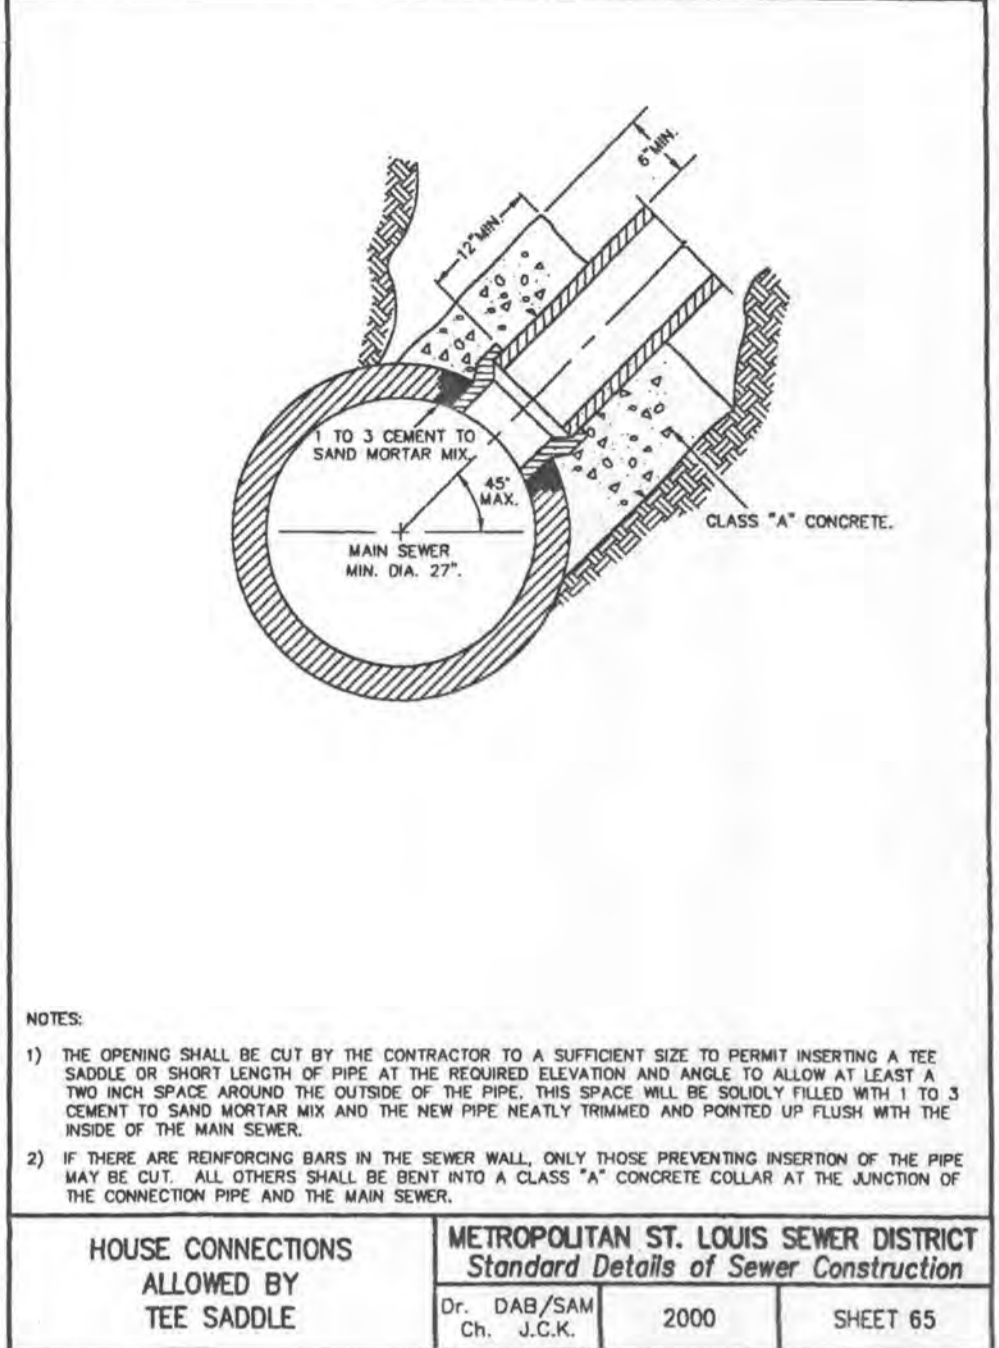 6"MIN.
12"MIN.
1 TO 3 CEMENT TO
SAND MORTAR MIX.
45°
MAX.
CLASS "A" CONCRETE.
MAIN SEWER
MIN. DIA. 27".
NOTES:
1) THE OPENING SHALL BE CUT BY THE CONTRACTOR TO A SUFFICIENT SIZE TO PERMIT INSERTING A TEE
SADDLE OR SHORT LENGTH OF PIPE AT THE REQUIRED ELEVATION AND ANGLE TO ALLOW AT LEAST A
TWO INCH SPACE AROUND THE OUTSIDE OF THE PIPE. THIS SPACE WILL BE SOLIDLY FILLED WITH 1 TO 3
CEMENT TO SAND MORTAR MIX AND THE NEW PIPE NEATLY TRIMMED AND POINTED UP FLUSH WITH THE
INSIDE OF THE MAIN SEWER.
2) IF THERE ARE REINFORCING BARS IN THE SEWER WALL, ONLY THOSE PREVENTING INSERTION OF THE PIPE
MAY BE CUT. ALL OTHERS SHALL BE BENT INTO A CLASS "A" CONCRETE COLLAR AT THE JUNCTION OF
THE CONNECTION PIPE AND THE MAIN SEWER.
HOUSE CONNECTIONS
ALLOWED BY
TEE SADDLE
METROPOLITAN ST. LOUIS SEWER DISTRICT
Standard Details of Sewer Construction
Dr. DAB/SAM
Ch. J.C.K.
2000
SHEET 65